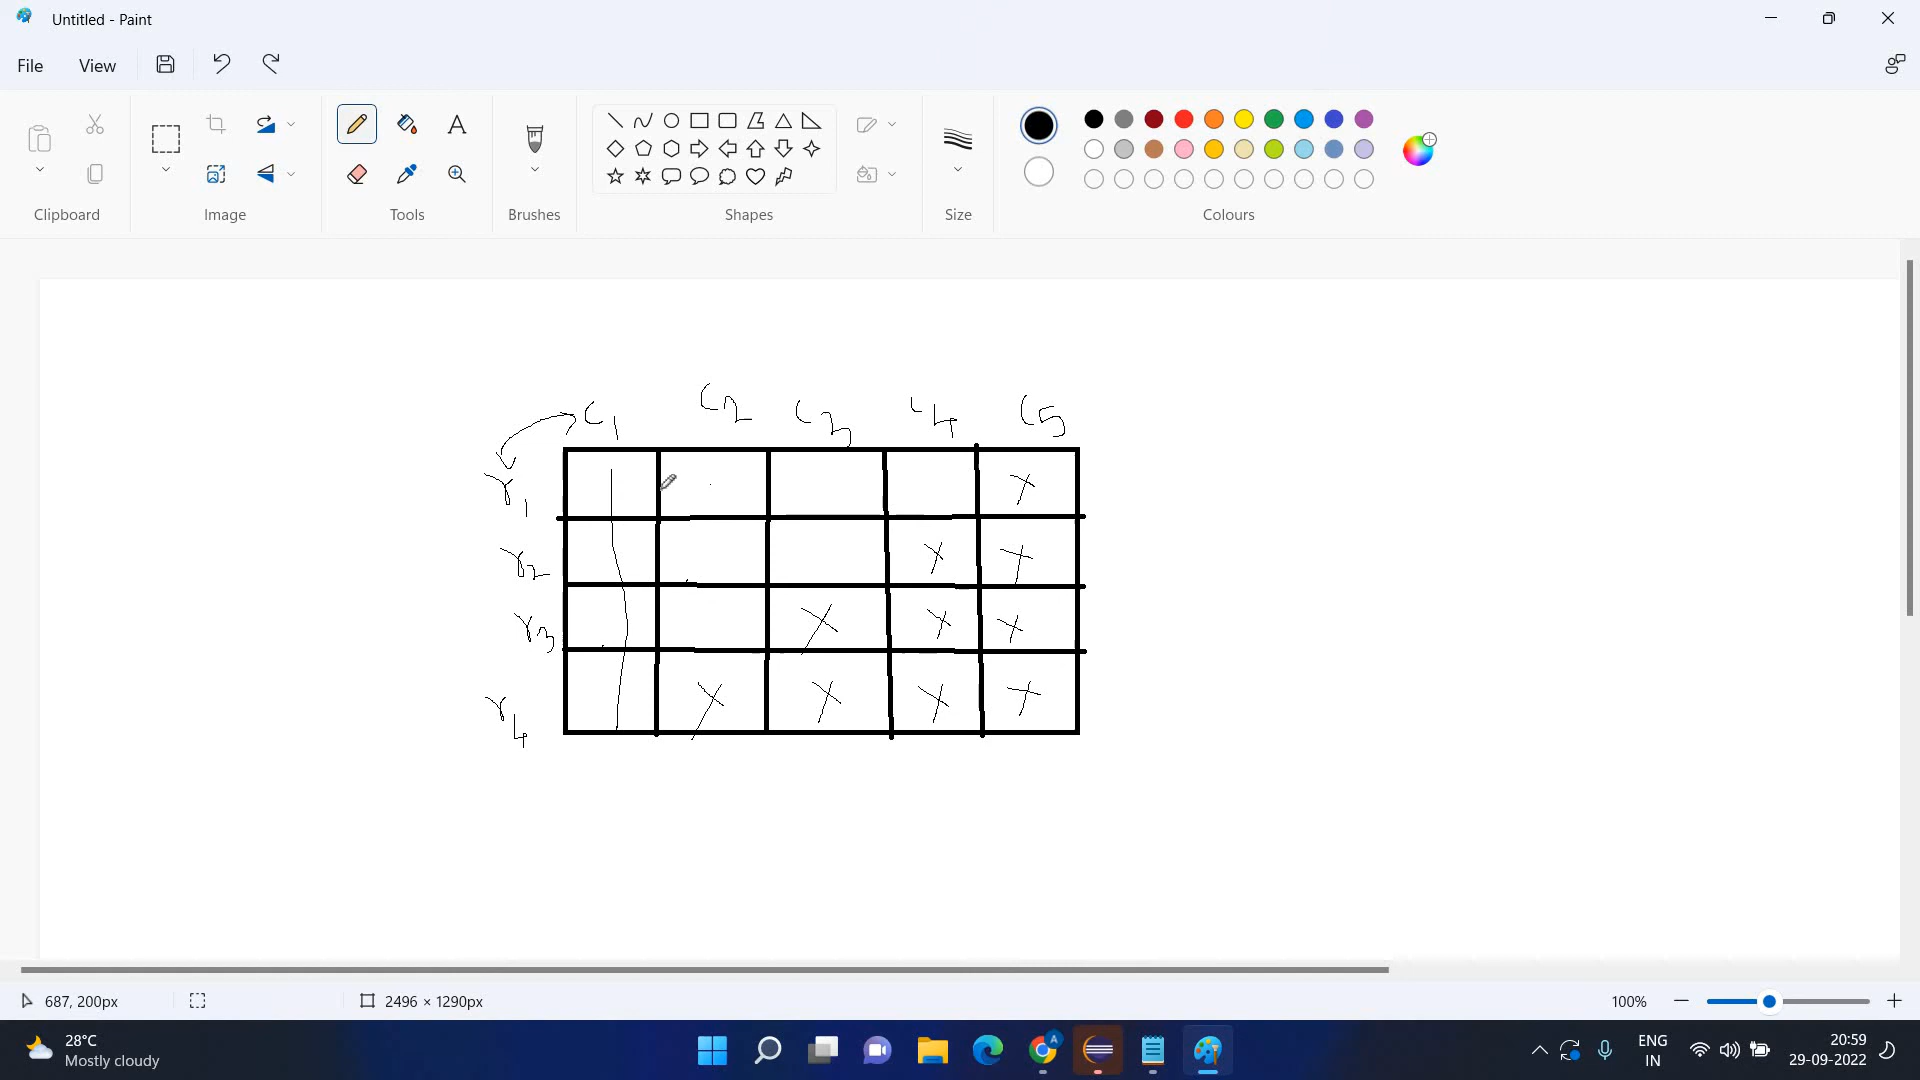 Untitled - Paint
File View
Clipboard Image Tools Brushes Shapes Size Colours
C1 C2 C3 C4 C5
r1 x
r2 x x
r3 x x x
r4 x x x x
687, 200px 2496 × 1290px 100%
28°C
Mostly cloudy
A
ENG
IN
20:59
29-09-2022